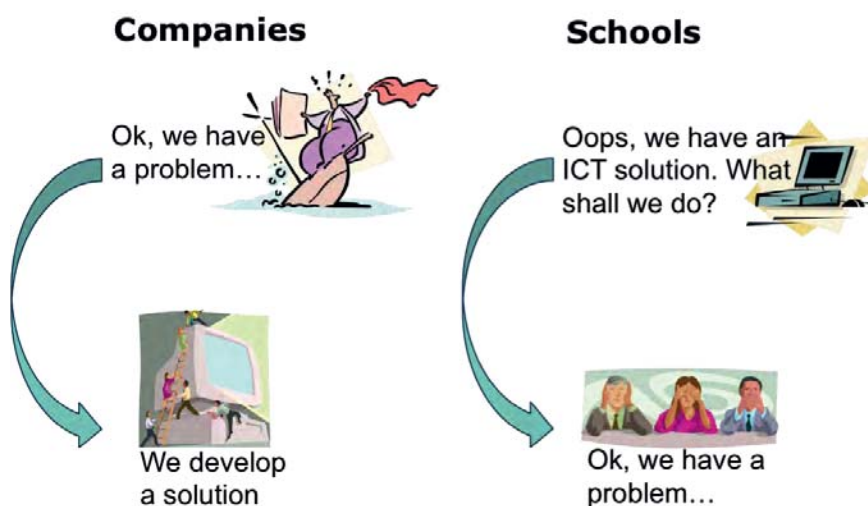 Companies
Ok, we have
a problem…
We develop
a solution
Schools
Oops, we have an
ICT solution. What
shall we do?
Ok, we have a
problem…